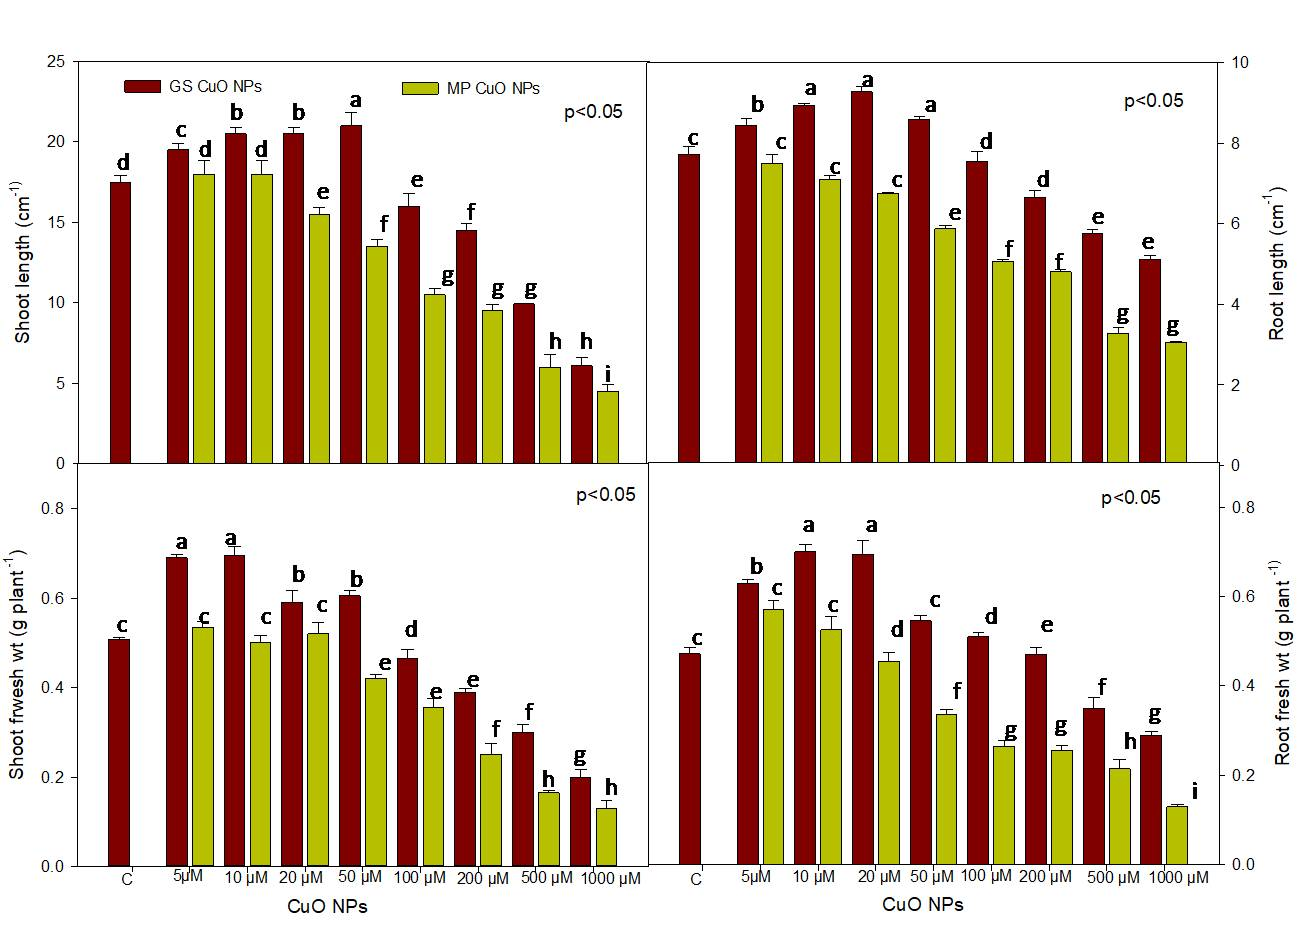 GS CuO NPs
MP CuO NPs
p<0.05
25
20
15
10
5
0
Shoot length (cm-1)
d c d b d b e a f e g f g g h h i
p<0.05
10
8
6
4
2
0
Root length (cm-1)
c b c a c a c a e d f d f e g e g
p<0.05
0.8
0.6
0.4
0.2
0.0
Shoot frwesh wt (g plant-1)
c a c a c b c b e d e e f f h g h
C 5µM 10 µM 20 µM 50 µM 100 µM 200 µM 500 µM 1000 µM
CuO NPs
p<0.05
0.8
0.6
0.4
0.2
0.0
Root fresh wt (g plant-1)
c b c a c a d c f d g e g f h g i
C 5µM 10 µM 20 µM 50 µM 100 µM 200 µM 500 µM 1000 µM
CuO NPs